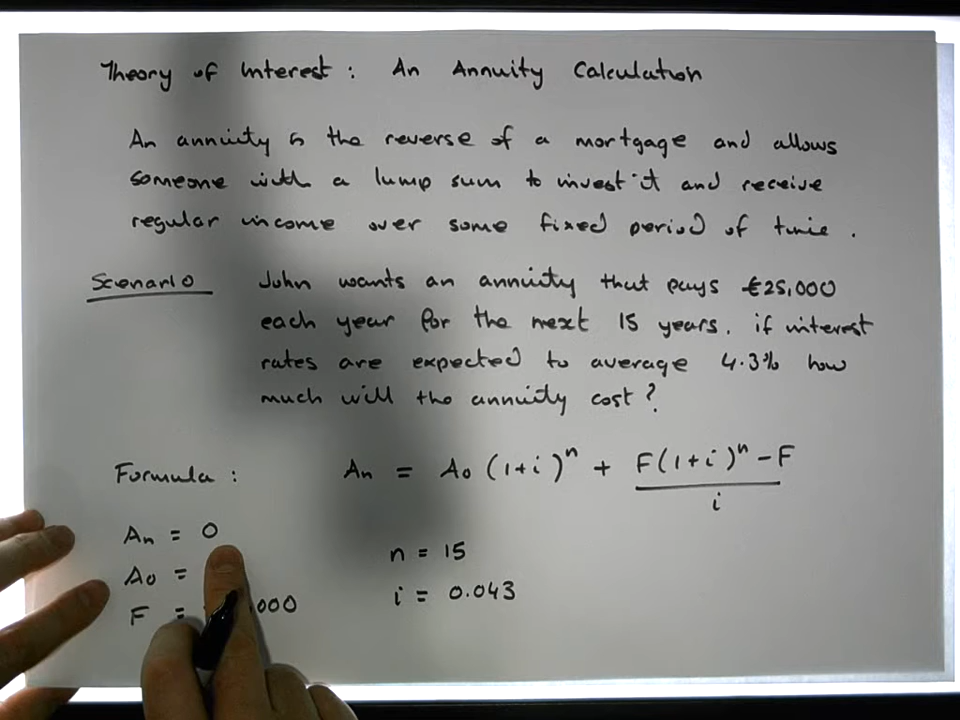 Theory of Interest: An Annuity Calculation
An annuity is the reverse of a mortgage and allows
someone with a lump sum to invest it and receive
regular income over some fixed period of time.
Scenario John wants an annuity that pays €25,000
each year for the next 15 years. if interest
rates are expected to average 4.3% how
much will the annuity cost?
Formula: An = A0 (1+i)^n + F(1+i)^n - F
i
An = 0
n = 15
A0 =
i = 0.043
F = 000